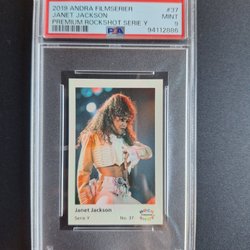 2019 ANDRA FILMSERIER #37
JANET JACKSON MINT
PREMIUM ROCKSHOT SERIE Y 9
PSA 94112886
Janet Jackson
Serie Y No. 37